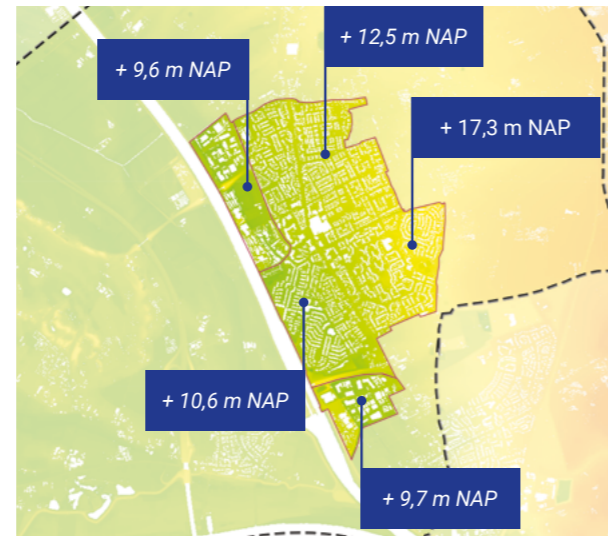 + 12,5 m NAP
+ 9,6 m NAP
+ 17,3 m NAP
+ 10,6 m NAP
+ 9,7 m NAP